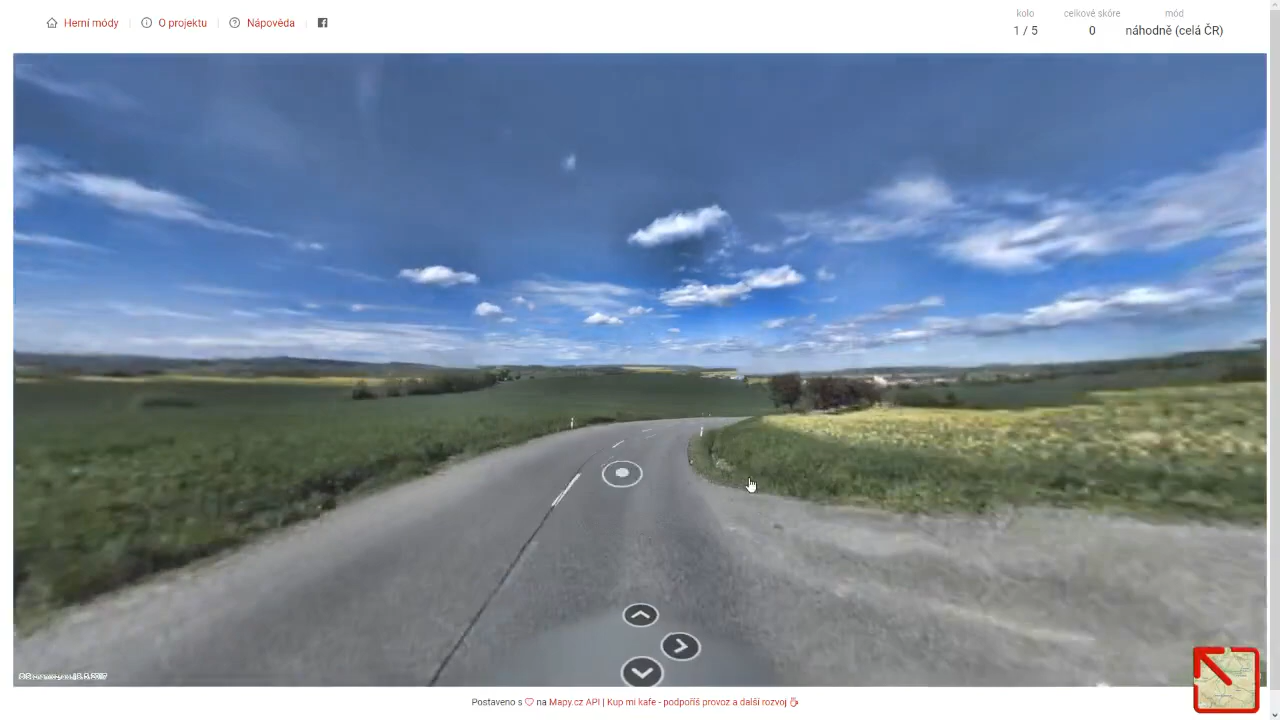 Herní módy
O projektu
Nápověda
kolo
1 / 5
celkové skóre
0
mód
náhodně (celá ČR)
Postaveno s na Mapy.cz API | Kup mi kafe - podpoříš provoz a další rozvoj